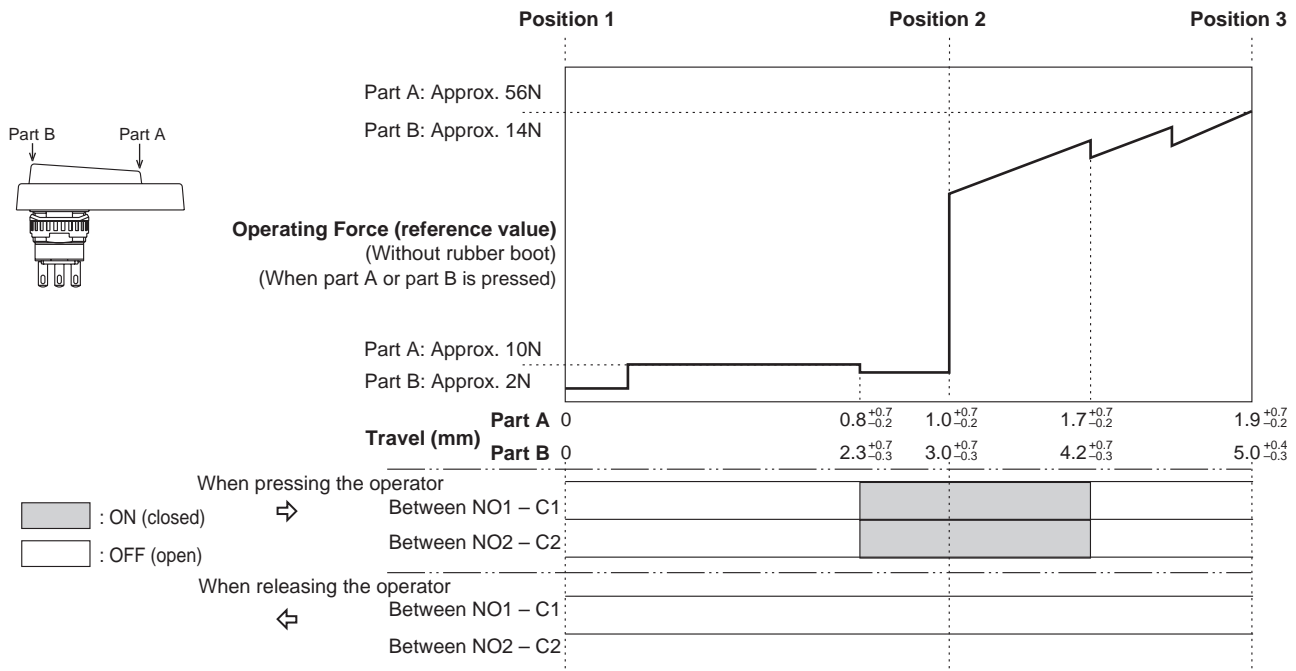 Position 1 Position 2 Position 3
Part A: Approx. 56N
Part B: Approx. 14N
Part B Part A
Operating Force (reference value)
(Without rubber boot)
(When part A or part B is pressed)
Part A: Approx. 10N
Part B: Approx. 2N
Travel (mm)
Part A 0 0.8 +0.7 –0.2 1.0 +0.7 –0.2 1.7 +0.7 –0.2 1.9 +0.7 –0.2
Part B 0 2.3 +0.7 –0.3 3.0 +0.7 –0.3 4.2 +0.7 –0.3 5.0 +0.4 –0.3
When pressing the operator
⇨
Between NO1 – C1
Between NO2 – C2
: ON (closed)
: OFF (open)
When releasing the operator
⇦
Between NO1 – C1
Between NO2 – C2